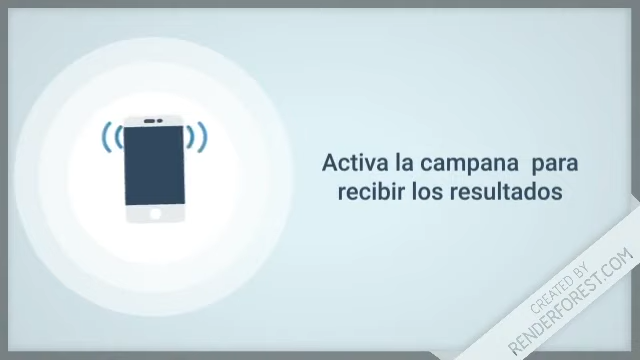 Activa la campana  para
recibir los resultados
CREATED BY
RENDERFOREST.COM